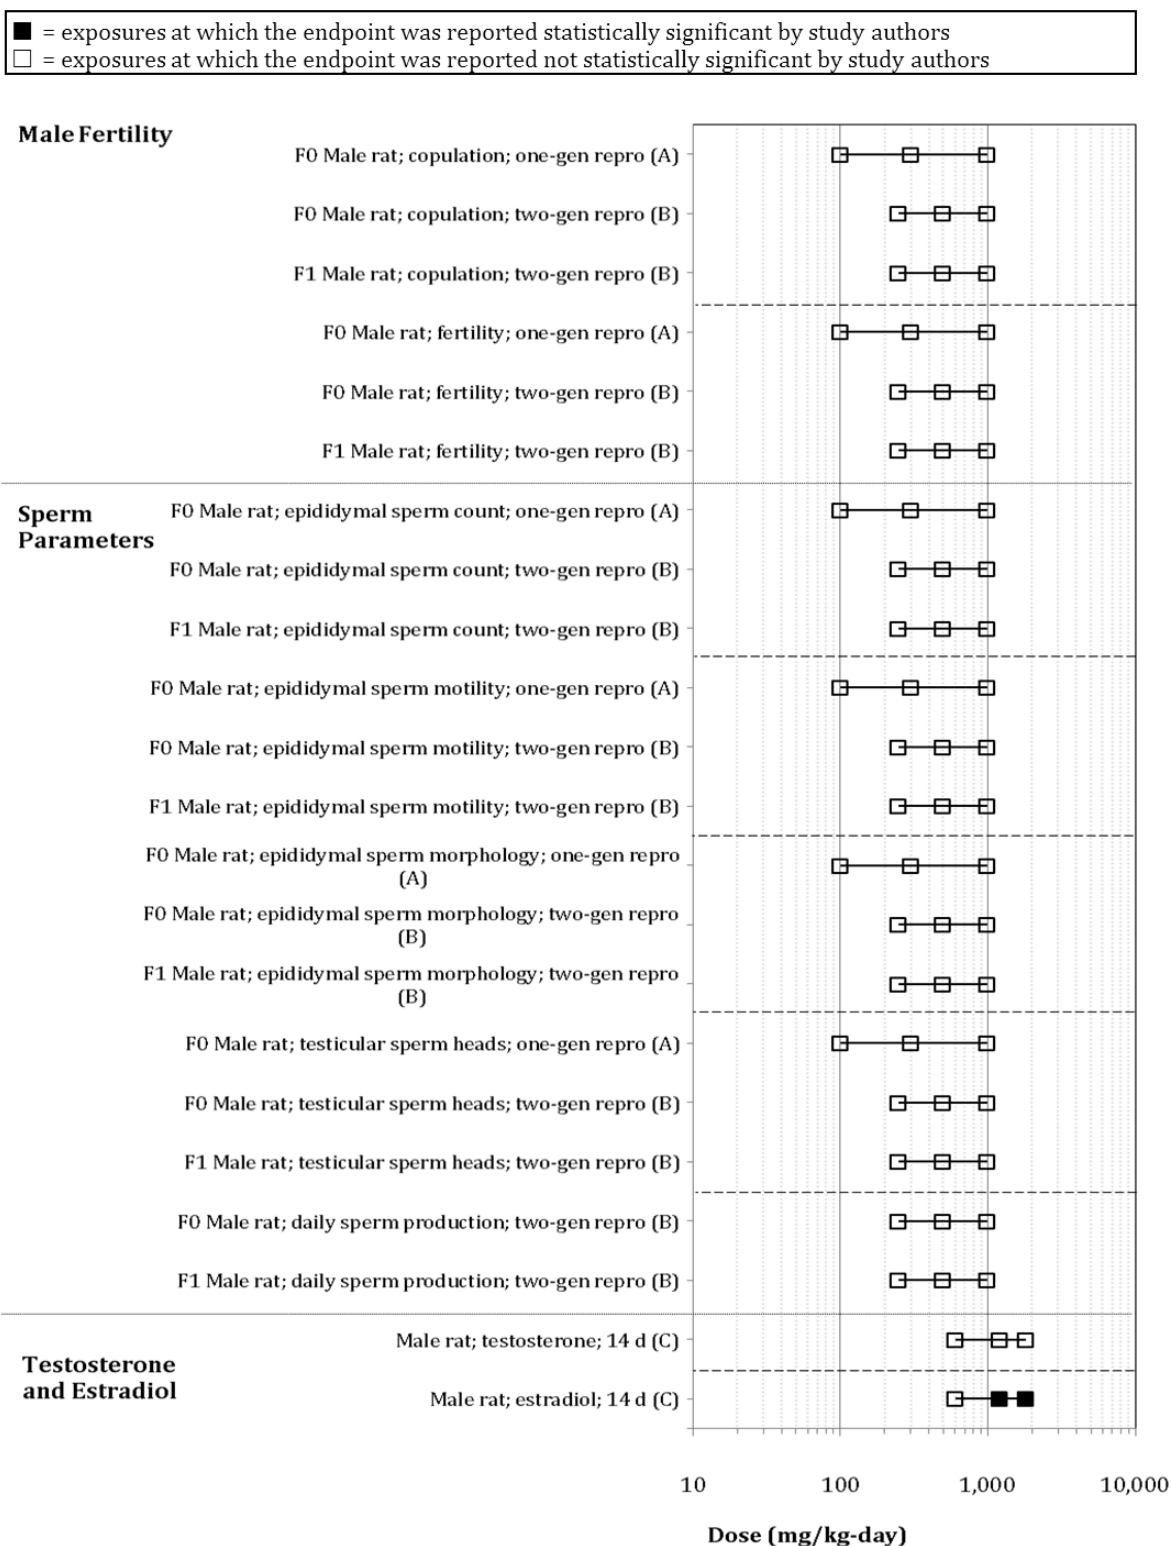 ■ = exposures at which the endpoint was reported statistically significant by study authors
□ = exposures at which the endpoint was reported not statistically significant by study authors
Male Fertility
F0 Male rat; copulation; one-gen repro (A)
F0 Male rat; copulation; two-gen repro (B)
F1 Male rat; copulation; two-gen repro (B)
F0 Male rat; fertility; one-gen repro (A)
F0 Male rat; fertility; two-gen repro (B)
F1 Male rat; fertility; two-gen repro (B)
Sperm
Parameters
F0 Male rat; epididymal sperm count; one-gen repro (A)
F0 Male rat; epididymal sperm count; two-gen repro (B)
F1 Male rat; epididymal sperm count; two-gen repro (B)
F0 Male rat; epididymal sperm motility; one-gen repro (A)
F0 Male rat; epididymal sperm motility; two-gen repro (B)
F1 Male rat; epididymal sperm motility; two-gen repro (B)
F0 Male rat; epididymal sperm morphology; one-gen repro
(A)
F0 Male rat; epididymal sperm morphology; two-gen repro
(B)
F1 Male rat; epididymal sperm morphology; two-gen repro
(B)
F0 Male rat; testicular sperm heads; one-gen repro (A)
F0 Male rat; testicular sperm heads; two-gen repro (B)
F1 Male rat; testicular sperm heads; two-gen repro (B)
F0 Male rat; daily sperm production; two-gen repro (B)
F1 Male rat; daily sperm production; two-gen repro (B)
Testosterone
and Estradiol
Male rat; testosterone; 14 d (C)
Male rat; estradiol; 14 d (C)
10 100 1,000 10,000
Dose (mg/kg-day)